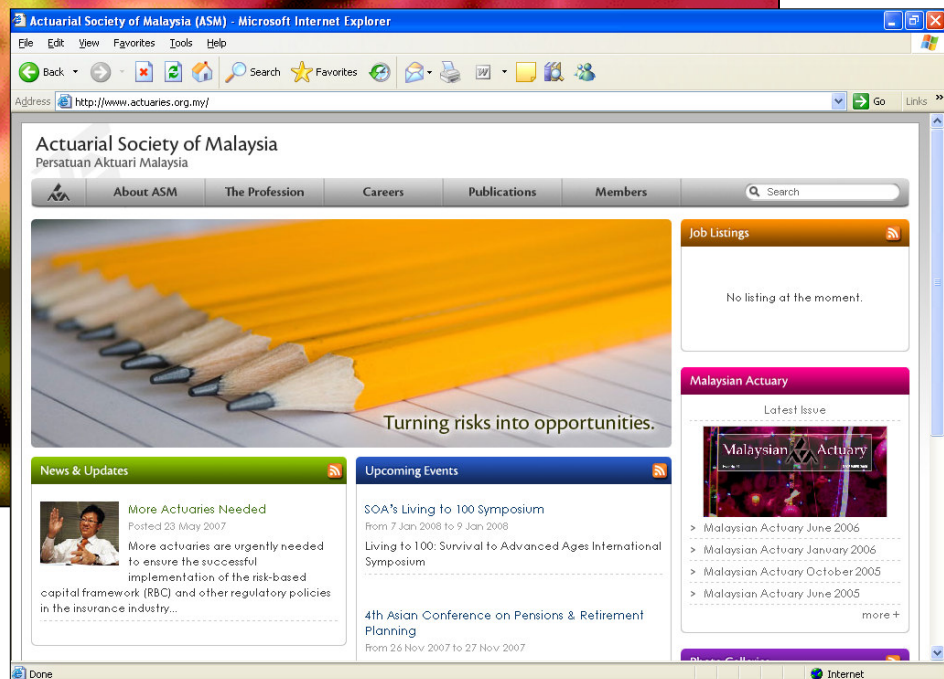 Actuarial Society of Malaysia (ASM) - Microsoft Internet Explorer
File Edit View Favorites Tools Help
Back Search Favorites
Address http://www.actuaries.org.my/ Go Links »
Actuarial Society of Malaysia
Persatuan Aktuari Malaysia
About ASM The Profession Careers Publications Members Search
Turning risks into opportunities.
Job Listings
No listing at the moment.
Malaysian Actuary
Latest Issue
Malaysian Actuary
> Malaysian Actuary June 2006
> Malaysian Actuary January 2006
> Malaysian Actuary October 2005
> Malaysian Actuary June 2005
more +
News & Updates
More Actuaries Needed
Posted 23 May 2007
More actuaries are urgently needed
to ensure the successful
implementation of the risk-based
capital framework (RBC) and other regulatory policies
in the insurance industry...
Upcoming Events
SOA's Living to 100 Symposium
From 7 Jan 2008 to 9 Jan 2008
Living to 100: Survival to Advanced Ages International
Symposium
4th Asian Conference on Pensions & Retirement
Planning
From 26 Nov 2007 to 27 Nov 2007
Done Internet